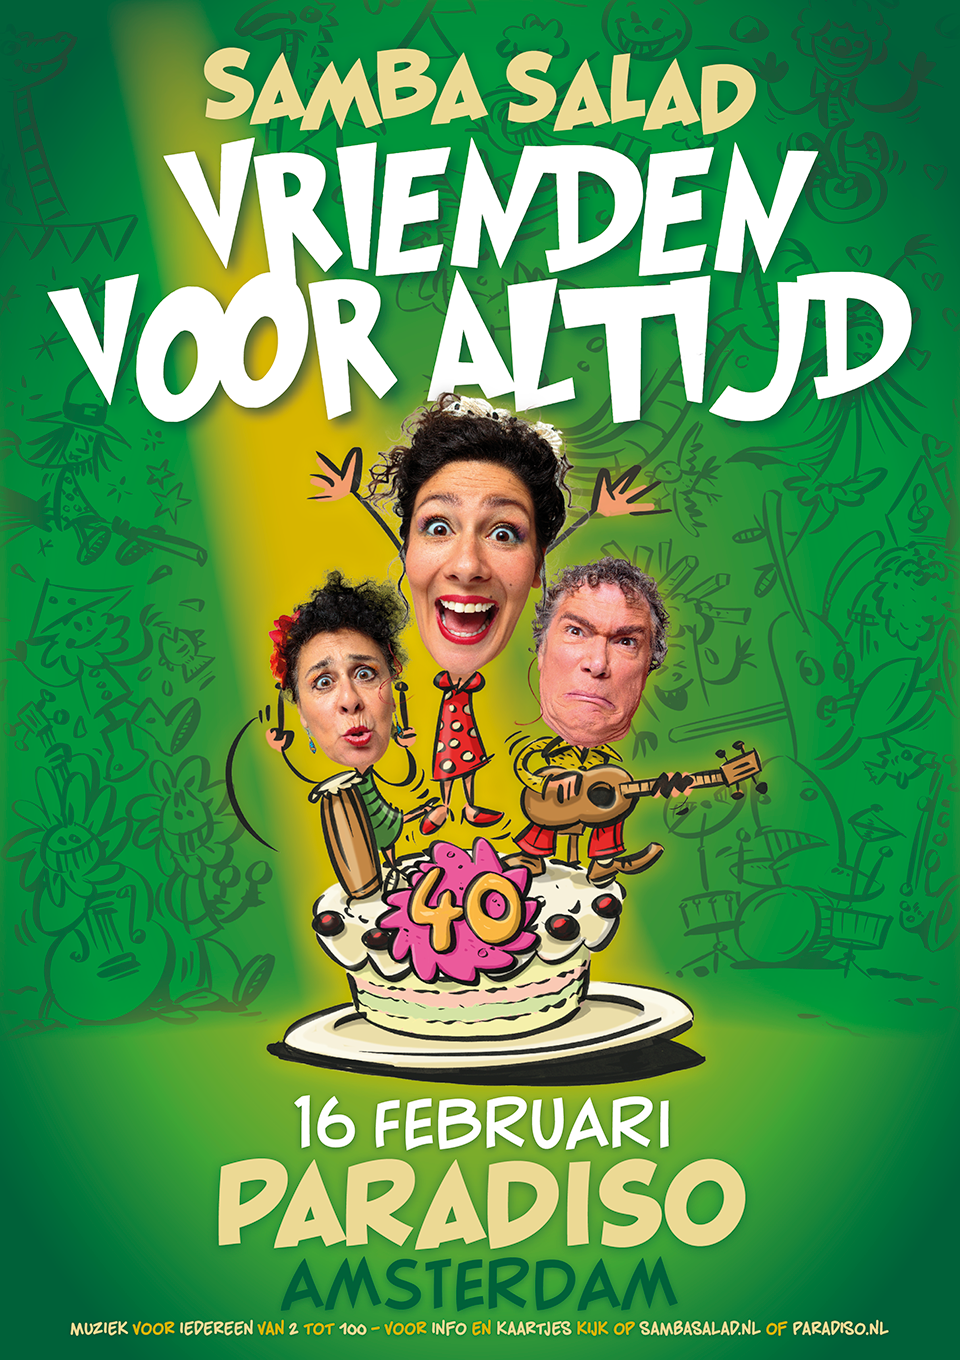 SAMBA SALAD
VRIENDEN
VOOR ALTIJD
40
16 FEBRUARI
PARADISO
AMSTERDAM
MUZIEK VOOR IEDEREEN VAN 2 TOT 100 - VOOR INFO EN KAARTJES KIJK OP SAMBASALAD.NL OF PARADISO.NL